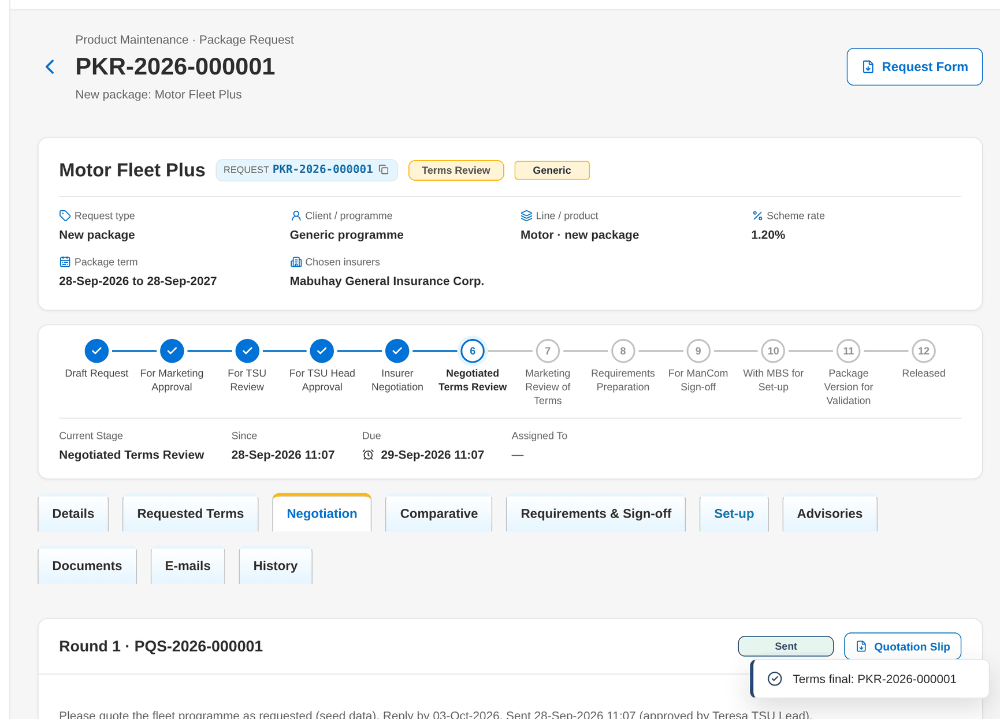 Product Maintenance · Package Request
PKR-2026-000001
New package: Motor Fleet Plus
Request Form
Motor Fleet Plus
REQUEST PKR-2026-000001
Terms Review
Generic
Request type
Client / programme
Line / product
Scheme rate
New package
Generic programme
Motor · new package
1.20%
Package term
Chosen insurers
28-Sep-2026 to 28-Sep-2027
Mabuhay General Insurance Corp.
6
7
8
9
10
11
12
Draft Request
For Marketing
Approval
For TSU
Review
For TSU Head
Approval
Insurer
Negotiation
Negotiated
Terms Review
Marketing
Review of
Terms
Requirements
Preparation
For ManCom
Sign-off
With MBS for
Set-up
Package
Version for
Validation
Released
Current Stage
Since
Due
Assigned To
Negotiated Terms Review
28-Sep-2026 11:07
29-Sep-2026 11:07
—
Details
Requested Terms
Negotiation
Comparative
Requirements & Sign-off
Set-up
Advisories
Documents
E-mails
History
Round 1 · PQS-2026-000001
Sent
Quotation Slip
Terms final: PKR-2026-000001
Please quote the fleet programme as requested (seed data). Reply by 03-Oct-2026. Sent 28-Sep-2026 11:07 (approved by Teresa TSU Lead).